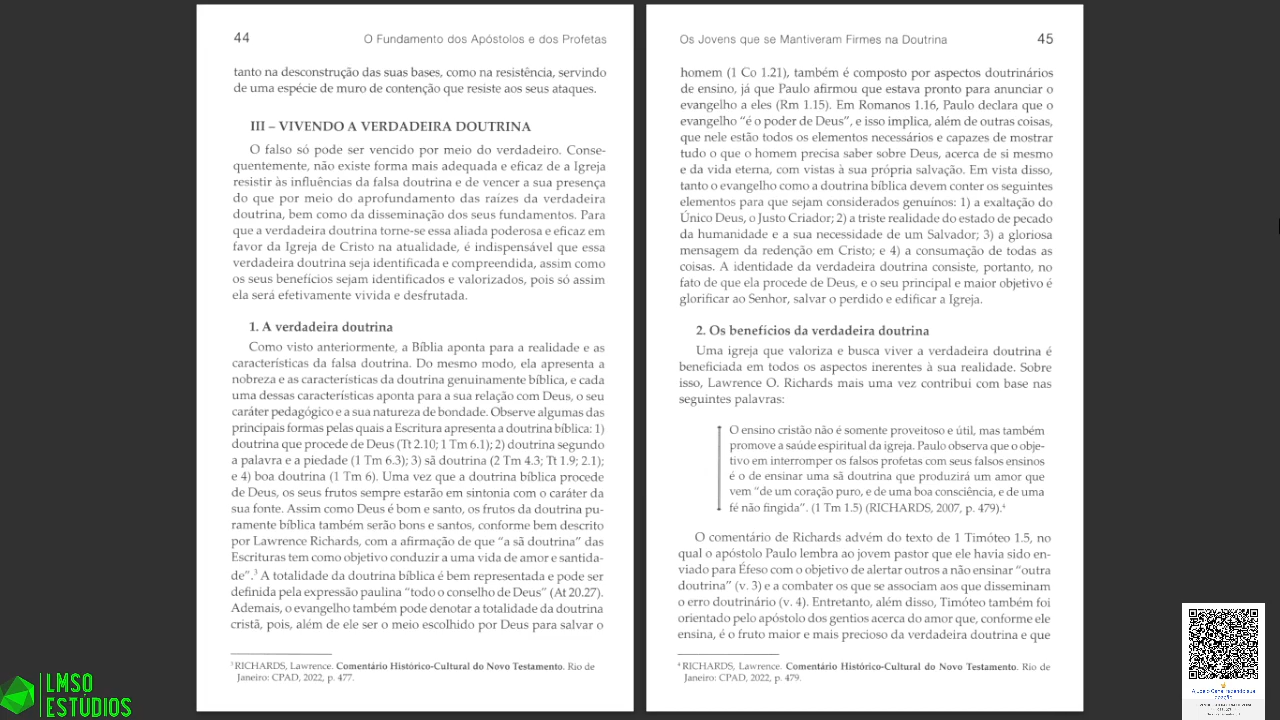 44
O Fundamento dos Apóstolos e dos Profetas
tanto na desconstrução das suas bases, como na resistência, servindo
de uma espécie de muro de contenção que resiste aos seus ataques.
III – VIVENDO A VERDADEIRA DOUTRINA
O falso só pode ser vencido por meio do verdadeiro. Conse-
quentemente, não existe forma mais adequada e eficaz de a Igreja
resistir às influências da falsa doutrina e de vencer a sua presença
do que por meio do aprofundamento das raízes da verdadeira
doutrina, bem como da disseminação dos seus fundamentos. Para
que a verdadeira doutrina torne-se essa aliada poderosa e eficaz em
favor da Igreja de Cristo na atualidade, é indispensável que essa
verdadeira doutrina seja identificada e compreendida, assim como
os seus benefícios sejam identificados e valorizados, pois só assim
ela será efetivamente vivida e desfrutada.
1. A verdadeira doutrina
Como visto anteriormente, a Bíblia aponta para a realidade e as
características da falsa doutrina. Do mesmo modo, ela apresenta a
nobreza e as características da doutrina genuinamente bíblica, e cada
uma dessas características aponta para a sua relação com Deus, o seu
caráter pedagógico e a sua natureza de bondade. Observe algumas das
principais formas pelas quais a Escritura apresenta a doutrina bíblica: 1)
doutrina que procede de Deus (Tt 2.10; 1 Tm 6.1); 2) doutrina segundo
a palavra e a piedade (1 Tm 6.3); 3) sã doutrina (2 Tm 4.3; Tt 1.9; 2.1);
e 4) boa doutrina (1 Tm 6). Uma vez que a doutrina bíblica procede
de Deus, os seus frutos sempre estarão em sintonia com o caráter da
sua fonte. Assim como Deus é bom e santo, os frutos da doutrina pu-
ramente bíblica também serão bons e santos, conforme bem descrito
por Lawrence Richards, com a afirmação de que “a sã doutrina” das
Escrituras tem como objetivo conduzir a uma vida de amor e santida-
de”.³ A totalidade da doutrina bíblica é bem representada e pode ser
definida pela expressão paulina “todo o conselho de Deus” (At 20.27).
Ademais, o evangelho também pode denotar a totalidade da doutrina
cristã, pois, além de ele ser o meio escolhido por Deus para salvar o
³ RICHARDS, Lawrence. Comentário Histórico-Cultural do Novo Testamento. Rio de
Janeiro: CPAD, 2022, p. 477.
Os Jovens que se Mantiveram Firmes na Doutrina
45
homem (1 Co 1.21), também é composto por aspectos doutrinários
de ensino, já que Paulo afirmou que estava pronto para anunciar o
evangelho a eles (Rm 1.15). Em Romanos 1.16, Paulo declara que o
evangelho “é o poder de Deus”, e isso implica, além de outras coisas,
que nele estão todos os elementos necessários e capazes de mostrar
tudo o que o homem precisa saber sobre Deus, acerca de si mesmo
e da vida eterna, com vistas à sua própria salvação. Em vista disso,
tanto o evangelho como a doutrina bíblica devem conter os seguintes
elementos para que sejam considerados genuínos: 1) a exaltação do
Único Deus, o Justo Criador; 2) a triste realidade do estado de pecado
da humanidade e a sua necessidade de um Salvador; 3) a gloriosa
mensagem da redenção em Cristo; e 4) a consumação de todas as
coisas. A identidade da verdadeira doutrina consiste, portanto, no
fato de que ela procede de Deus, e o seu principal e maior objetivo é
glorificar ao Senhor, salvar o perdido e edificar a Igreja.
2. Os benefícios da verdadeira doutrina
Uma igreja que valoriza e busca viver a verdadeira doutrina é
beneficiada em todos os aspectos inerentes à sua realidade. Sobre
isso, Lawrence O. Richards mais uma vez contribui com base nas
seguintes palavras:
O ensino cristão não é somente proveitoso e útil, mas também
promove a saúde espiritual da igreja. Paulo observa que o obje-
tivo em interromper os falsos profetas com seus falsos ensinos
é o de ensinar uma sã doutrina que produzirá um amor que
vem “de um coração puro, e de uma boa consciência, e de uma
fé não fingida”. (1 Tm 1.5) (RICHARDS, 2007, p. 479).⁴
O comentário de Richards advém do texto de 1 Timóteo 1.5, no
qual o apóstolo Paulo lembra ao jovem pastor que ele havia sido en-
viado para Éfeso com o objetivo de alertar outros a não ensinar “outra
doutrina” (v. 3) e a combater os que se associam aos que disseminam
o erro doutrinário (v. 4). Entretanto, além disso, Timóteo também foi
orientado pelo apóstolo dos gentios acerca do amor que, conforme ele
ensina, é o fruto maior e mais precioso da verdadeira doutrina e que
⁴ RICHARDS, Lawrence. Comentário Histórico-Cultural do Novo Testamento. Rio de
Janeiro: CPAD, 2022, p. 479.
LMSO
ESTÚDIOS